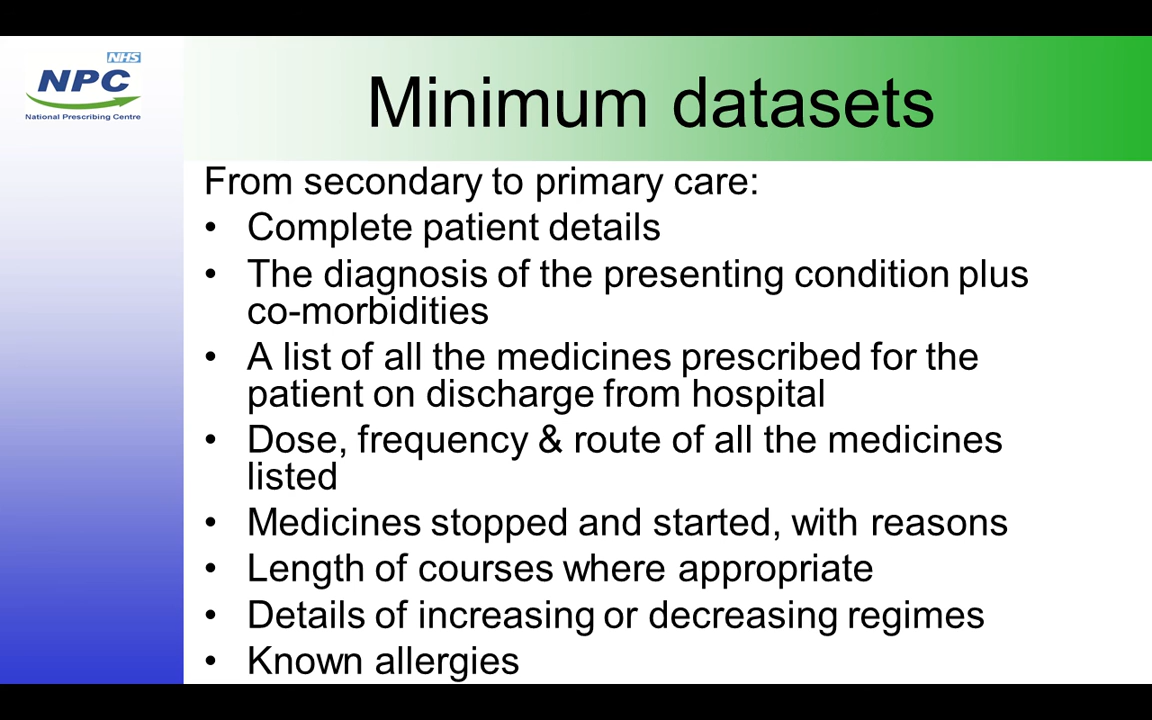 NHS
NPC
National Prescribing Centre
Minimum datasets
From secondary to primary care:
• Complete patient details
• The diagnosis of the presenting condition plus
co-morbidities
• A list of all the medicines prescribed for the
patient on discharge from hospital
• Dose, frequency & route of all the medicines
listed
• Medicines stopped and started, with reasons
• Length of courses where appropriate
• Details of increasing or decreasing regimes
• Known allergies